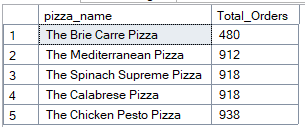 pizza_name Total_Orders
1 The Brie Carre Pizza 480
2 The Mediterranean Pizza 912
3 The Spinach Supreme Pizza 918
4 The Calabrese Pizza 918
5 The Chicken Pesto Pizza 938